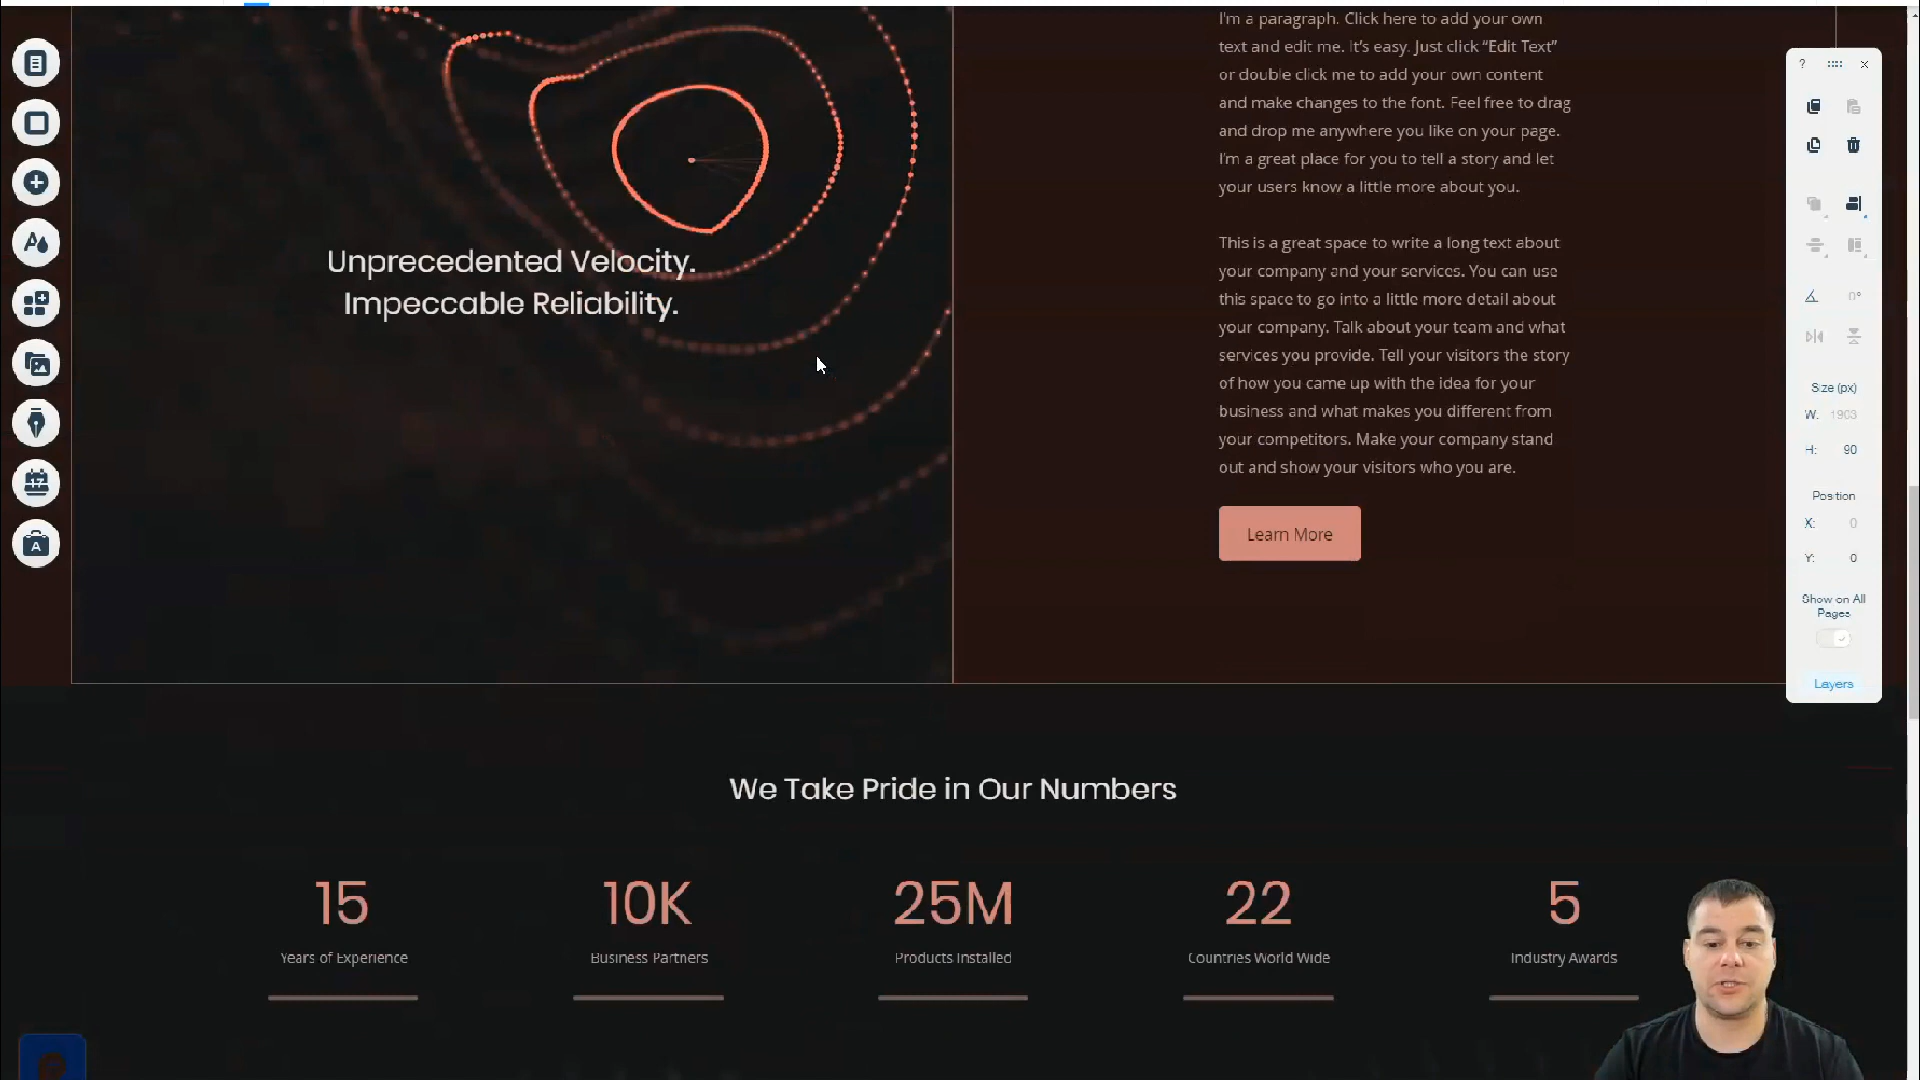 I'm a paragraph. Click here to add your own
text and edit me. It's easy. Just click “Edit Text”
or double click me to add your own content
and make changes to the font. Feel free to drag
and drop me anywhere you like on your page.
I'm a great place for you to tell a story and let
your users know a little more about you.
This is a great space to write a long text about
your company and your services. You can use
this space to go into a little more detail about
your company. Talk about your team and what
services you provide. Tell your visitors the story
of how you came up with the idea for your
business and what makes you different from
your competitors. Make your company stand
out and show your visitors who you are.
Learn More
Unprecedented Velocity.
Impeccable Reliability.
We Take Pride in Our Numbers
15
Years of Experience
10K
Business Partners
25M
Products Installed
22
Countries World Wide
5
Industry Awards
?
0°
Size (px)
W: 1903
H: 90
Position
X: 0
Y: 0
Show on All
Pages
Layers
17
A